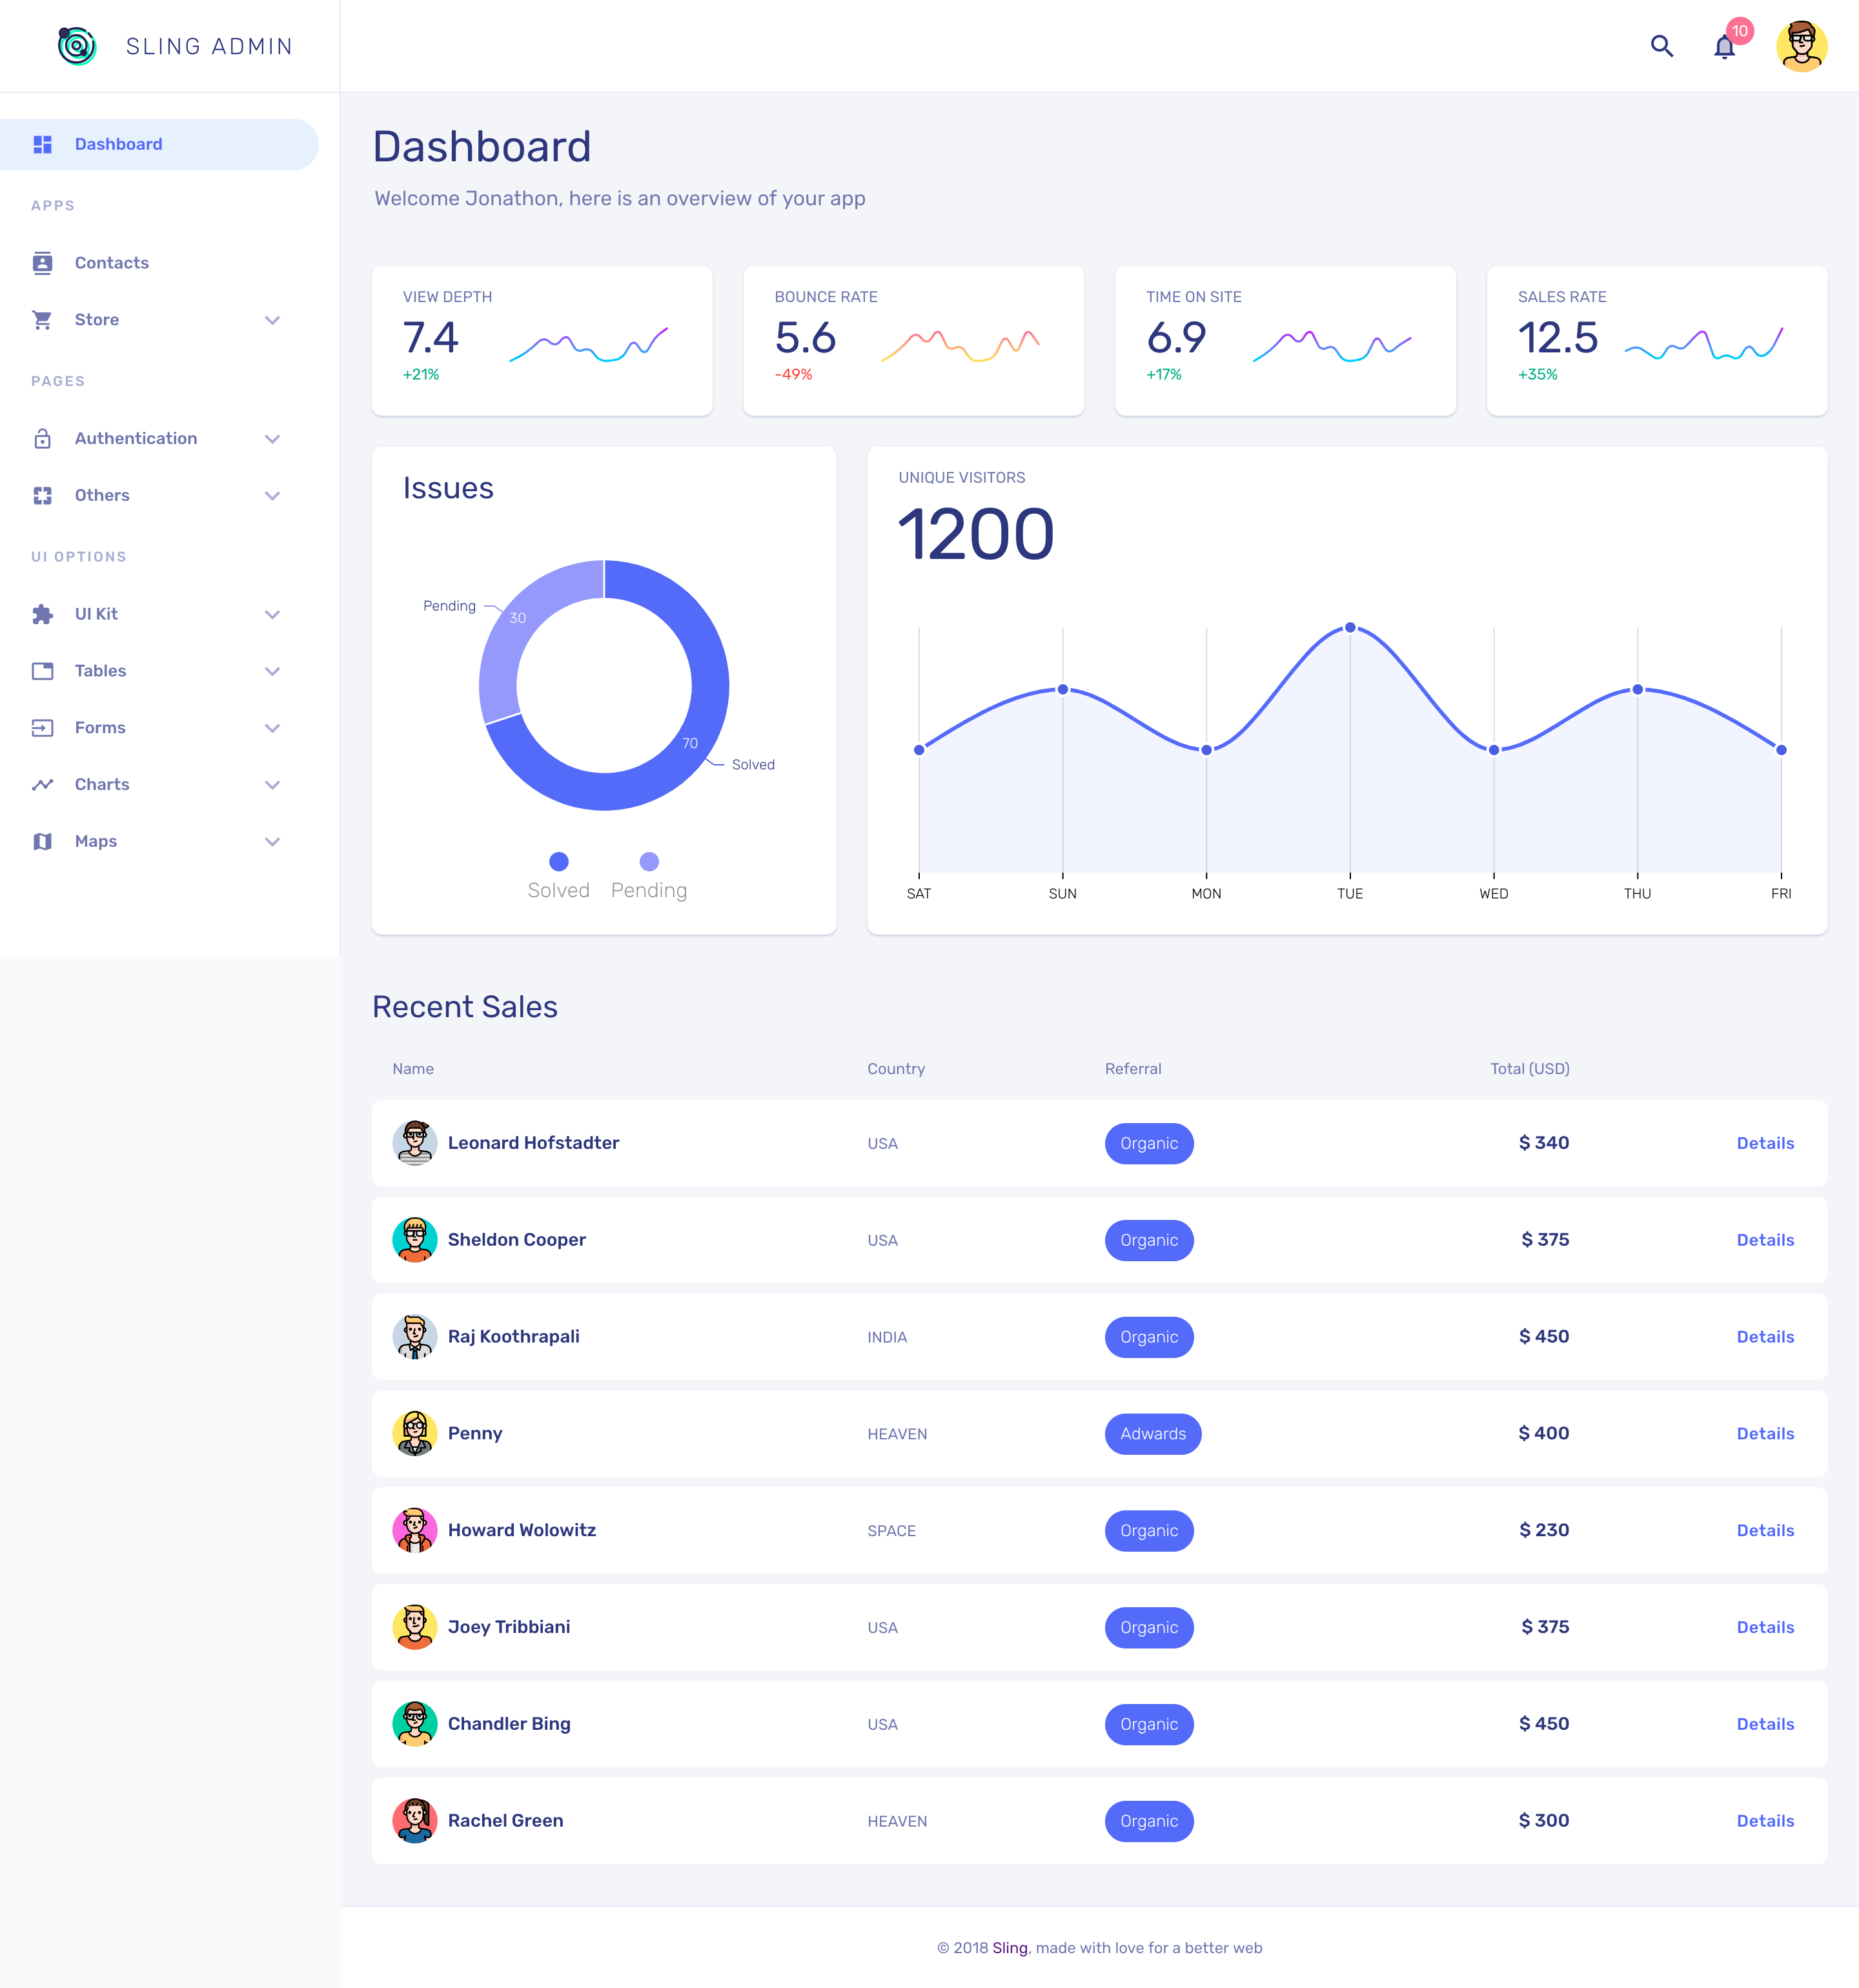 SLING ADMIN
10
Dashboard
APPS
Contacts
Store
PAGES
Authentication
Others
UI OPTIONS
UI Kit
Tables
Forms
Charts
Maps
Dashboard
Welcome Jonathon, here is an overview of your app
VIEW DEPTH
7.4
+21%
BOUNCE RATE
5.6
-49%
TIME ON SITE
6.9
+17%
SALES RATE
12.5
+35%
Issues
Pending
30
70
Solved
Solved Pending
UNIQUE VISITORS
1200
SAT SUN MON TUE WED THU FRI
Recent Sales
Name Country Referral Total (USD)
Leonard Hofstadter USA Organic $ 340 Details
Sheldon Cooper USA Organic $ 375 Details
Raj Koothrapali INDIA Organic $ 450 Details
Penny HEAVEN Adwards $ 400 Details
Howard Wolowitz SPACE Organic $ 230 Details
Joey Tribbiani USA Organic $ 375 Details
Chandler Bing USA Organic $ 450 Details
Rachel Green HEAVEN Organic $ 300 Details
© 2018 Sling, made with love for a better web